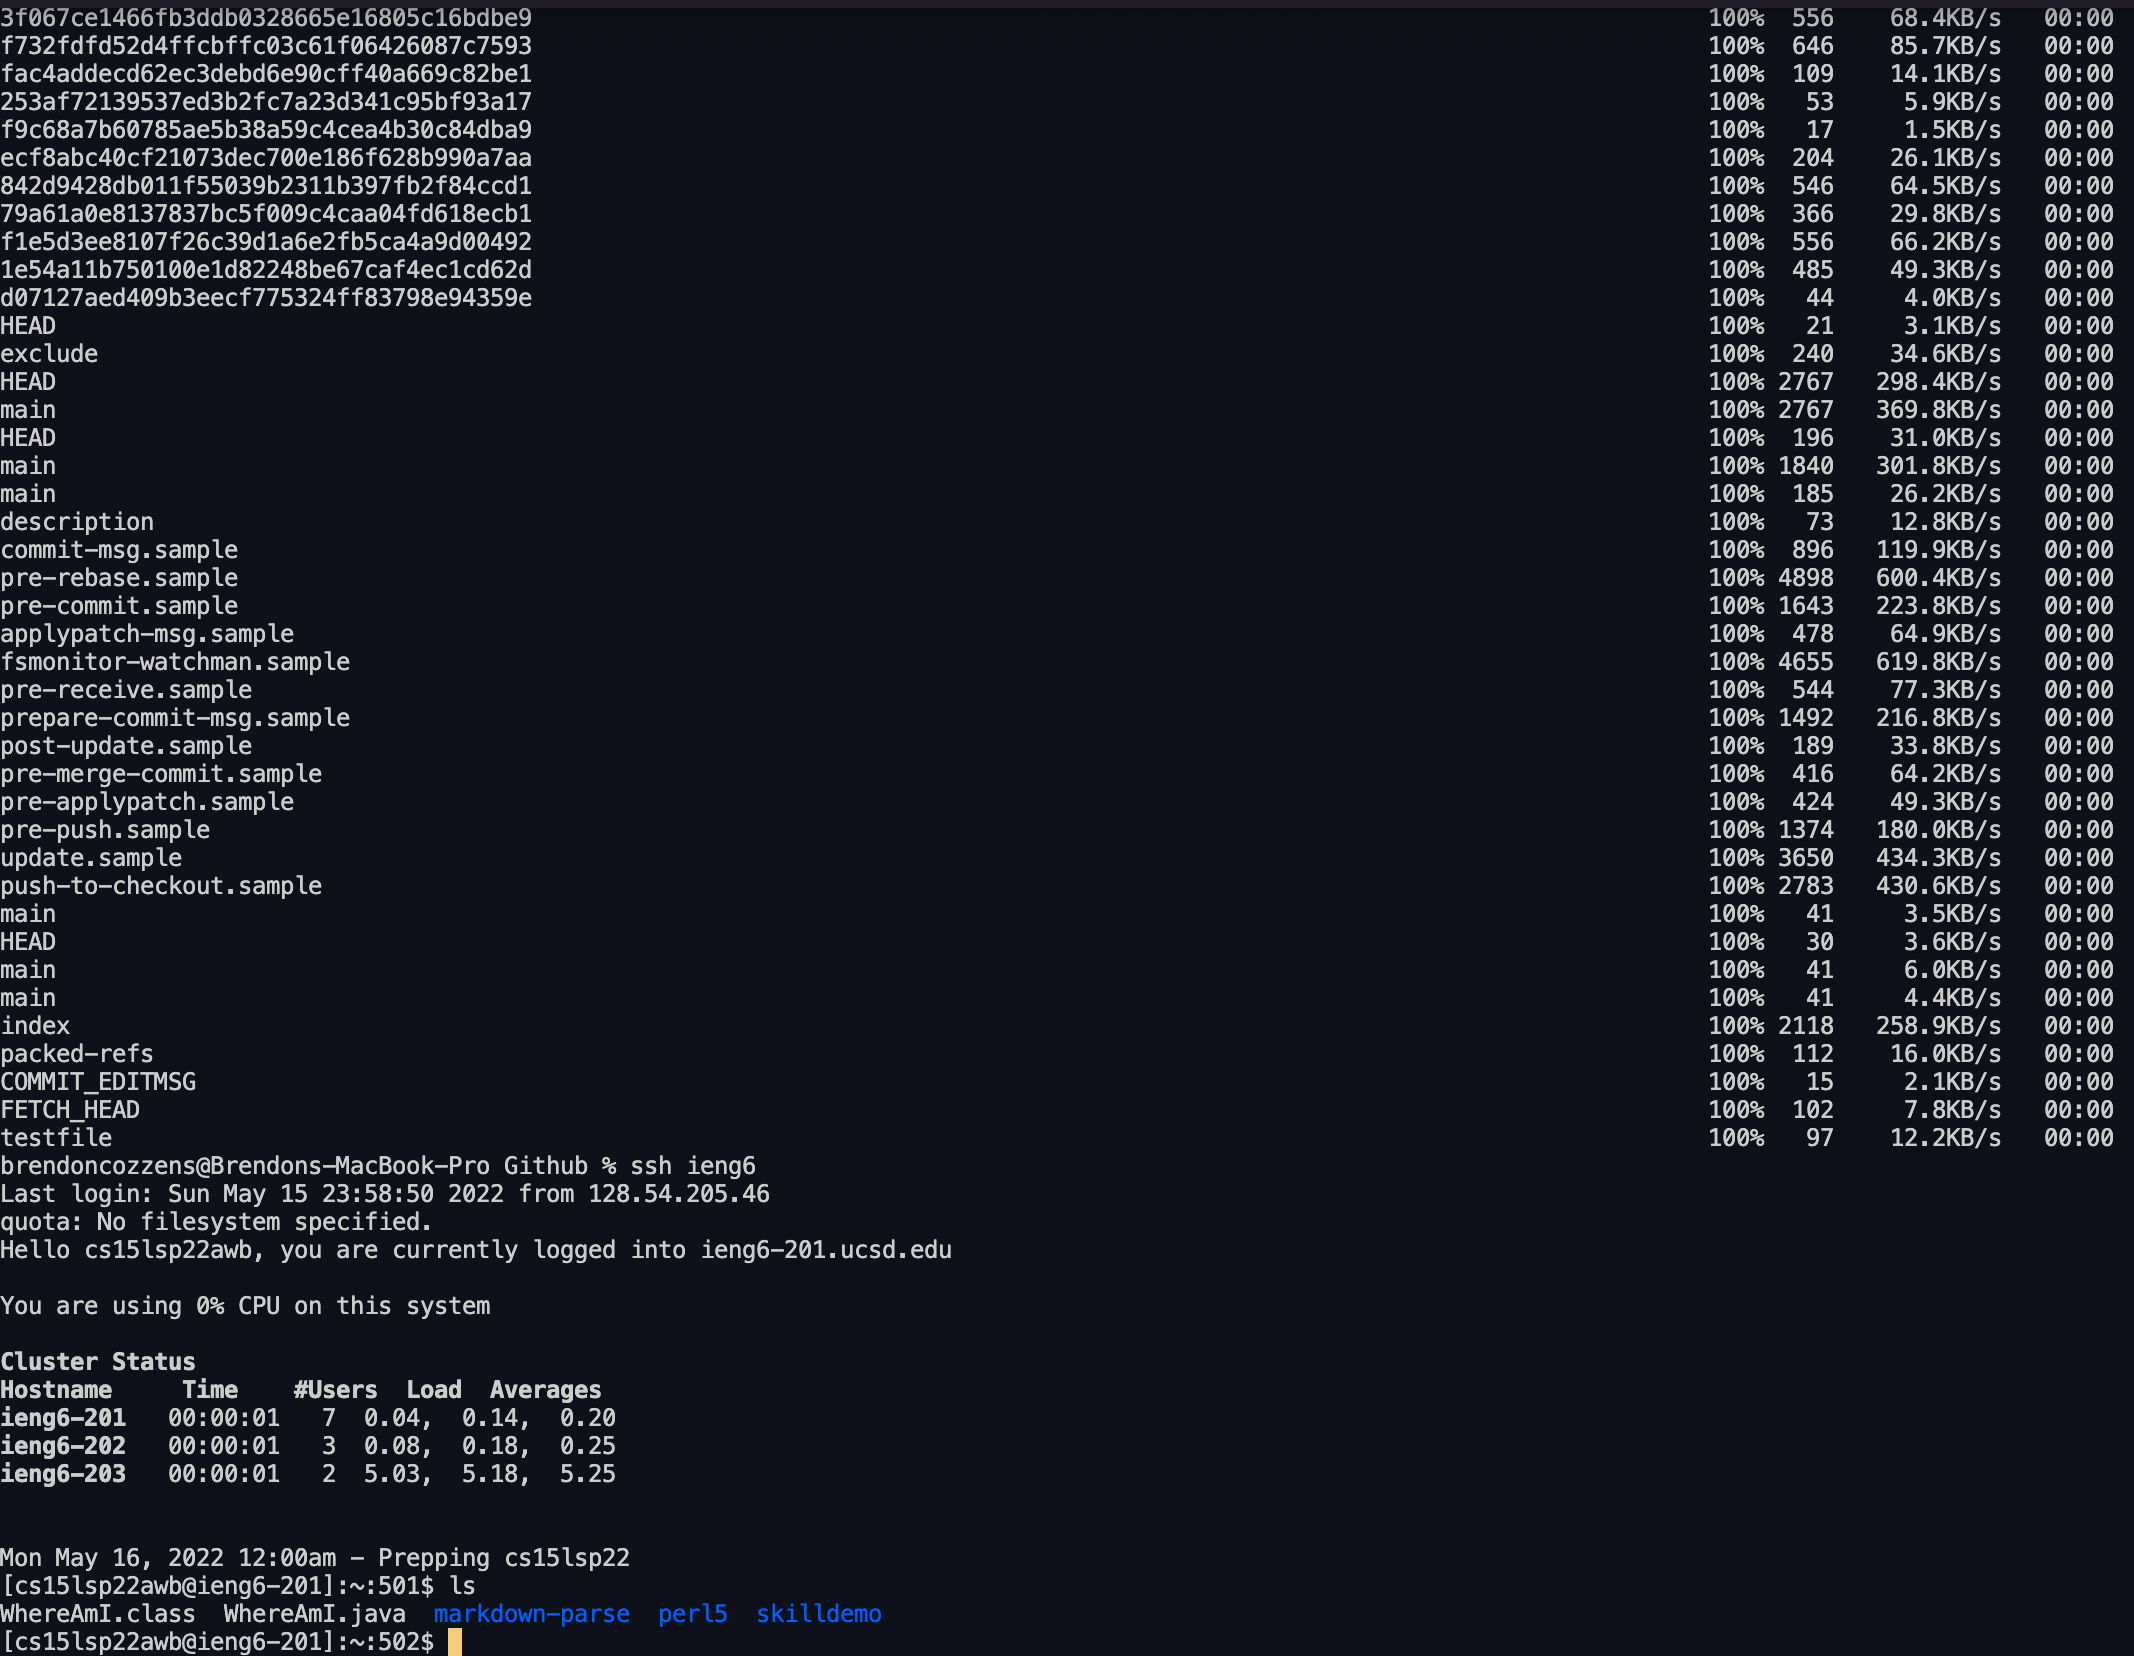 3f067ce1466fb3ddb0328665e16805c16bdbe9 100% 556 68.4KB/s 00:00
f732fdfd52d4ffcbffc03c61f06426087c7593 100% 646 85.7KB/s 00:00
fac4addecd62ec3debd6e90cff40a669c82be1 100% 109 14.1KB/s 00:00
253af72139537ed3b2fc7a23d341c95bf93a17 100% 53 5.9KB/s 00:00
f9c68a7b60785ae5b38a59c4cea4b30c84dba9 100% 17 1.5KB/s 00:00
ecf8abc40cf21073dec700e186f628b990a7aa 100% 204 26.1KB/s 00:00
842d9428db011f55039b2311b397fb2f84ccd1 100% 546 64.5KB/s 00:00
79a61a0e8137837bc5f009c4caa04fd618ecb1 100% 366 29.8KB/s 00:00
f1e5d3ee8107f26c39d1a6e2fb5ca4a9d00492 100% 556 66.2KB/s 00:00
1e54a11b750100e1d82248be67caf4ec1cd62d 100% 485 49.3KB/s 00:00
d07127aed409b3eecf775324ff83798e94359e 100% 44 4.0KB/s 00:00
HEAD 100% 21 3.1KB/s 00:00
exclude 100% 240 34.6KB/s 00:00
HEAD 100% 2767 298.4KB/s 00:00
main 100% 2767 369.8KB/s 00:00
HEAD 100% 196 31.0KB/s 00:00
main 100% 1840 301.8KB/s 00:00
main 100% 185 26.2KB/s 00:00
description 100% 73 12.8KB/s 00:00
commit-msg.sample 100% 896 119.9KB/s 00:00
pre-rebase.sample 100% 4898 600.4KB/s 00:00
pre-commit.sample 100% 1643 223.8KB/s 00:00
applypatch-msg.sample 100% 478 64.9KB/s 00:00
fsmonitor-watchman.sample 100% 4655 619.8KB/s 00:00
pre-receive.sample 100% 544 77.3KB/s 00:00
prepare-commit-msg.sample 100% 1492 216.8KB/s 00:00
post-update.sample 100% 189 33.8KB/s 00:00
pre-merge-commit.sample 100% 416 64.2KB/s 00:00
pre-applypatch.sample 100% 424 49.3KB/s 00:00
pre-push.sample 100% 1374 180.0KB/s 00:00
update.sample 100% 3650 434.3KB/s 00:00
push-to-checkout.sample 100% 2783 430.6KB/s 00:00
main 100% 41 3.5KB/s 00:00
HEAD 100% 30 3.6KB/s 00:00
main 100% 41 6.0KB/s 00:00
main 100% 41 4.4KB/s 00:00
index 100% 2118 258.9KB/s 00:00
packed-refs 100% 112 16.0KB/s 00:00
COMMIT_EDITMSG 100% 15 2.1KB/s 00:00
FETCH_HEAD 100% 102 7.8KB/s 00:00
testfile 100% 97 12.2KB/s 00:00
brendoncozzens@Brendons-MacBook-Pro Github % ssh ieng6
Last login: Sun May 15 23:58:50 2022 from 128.54.205.46
quota: No filesystem specified.
Hello cs15lsp22awb, you are currently logged into ieng6-201.ucsd.edu
You are using 0% CPU on this system
Cluster Status
Hostname Time #Users Load Averages
ieng6-201 00:00:01 7 0.04, 0.14, 0.20
ieng6-202 00:00:01 3 0.08, 0.18, 0.25
ieng6-203 00:00:01 2 5.03, 5.18, 5.25
Mon May 16, 2022 12:00am - Prepping cs15lsp22
[cs15lsp22awb@ieng6-201]:~:501$ ls
WhereAmI.class WhereAmI.java markdown-parse perl5 skilldemo
[cs15lsp22awb@ieng6-201]:~:502$